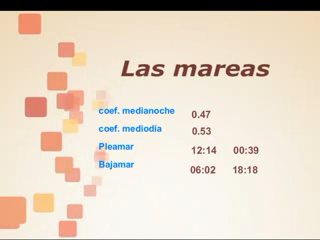 Las mareas
coef. medianoche 0.47
coef. mediodía 0.53
Pleamar 12:14 00:39
Bajamar 06:02 18:18